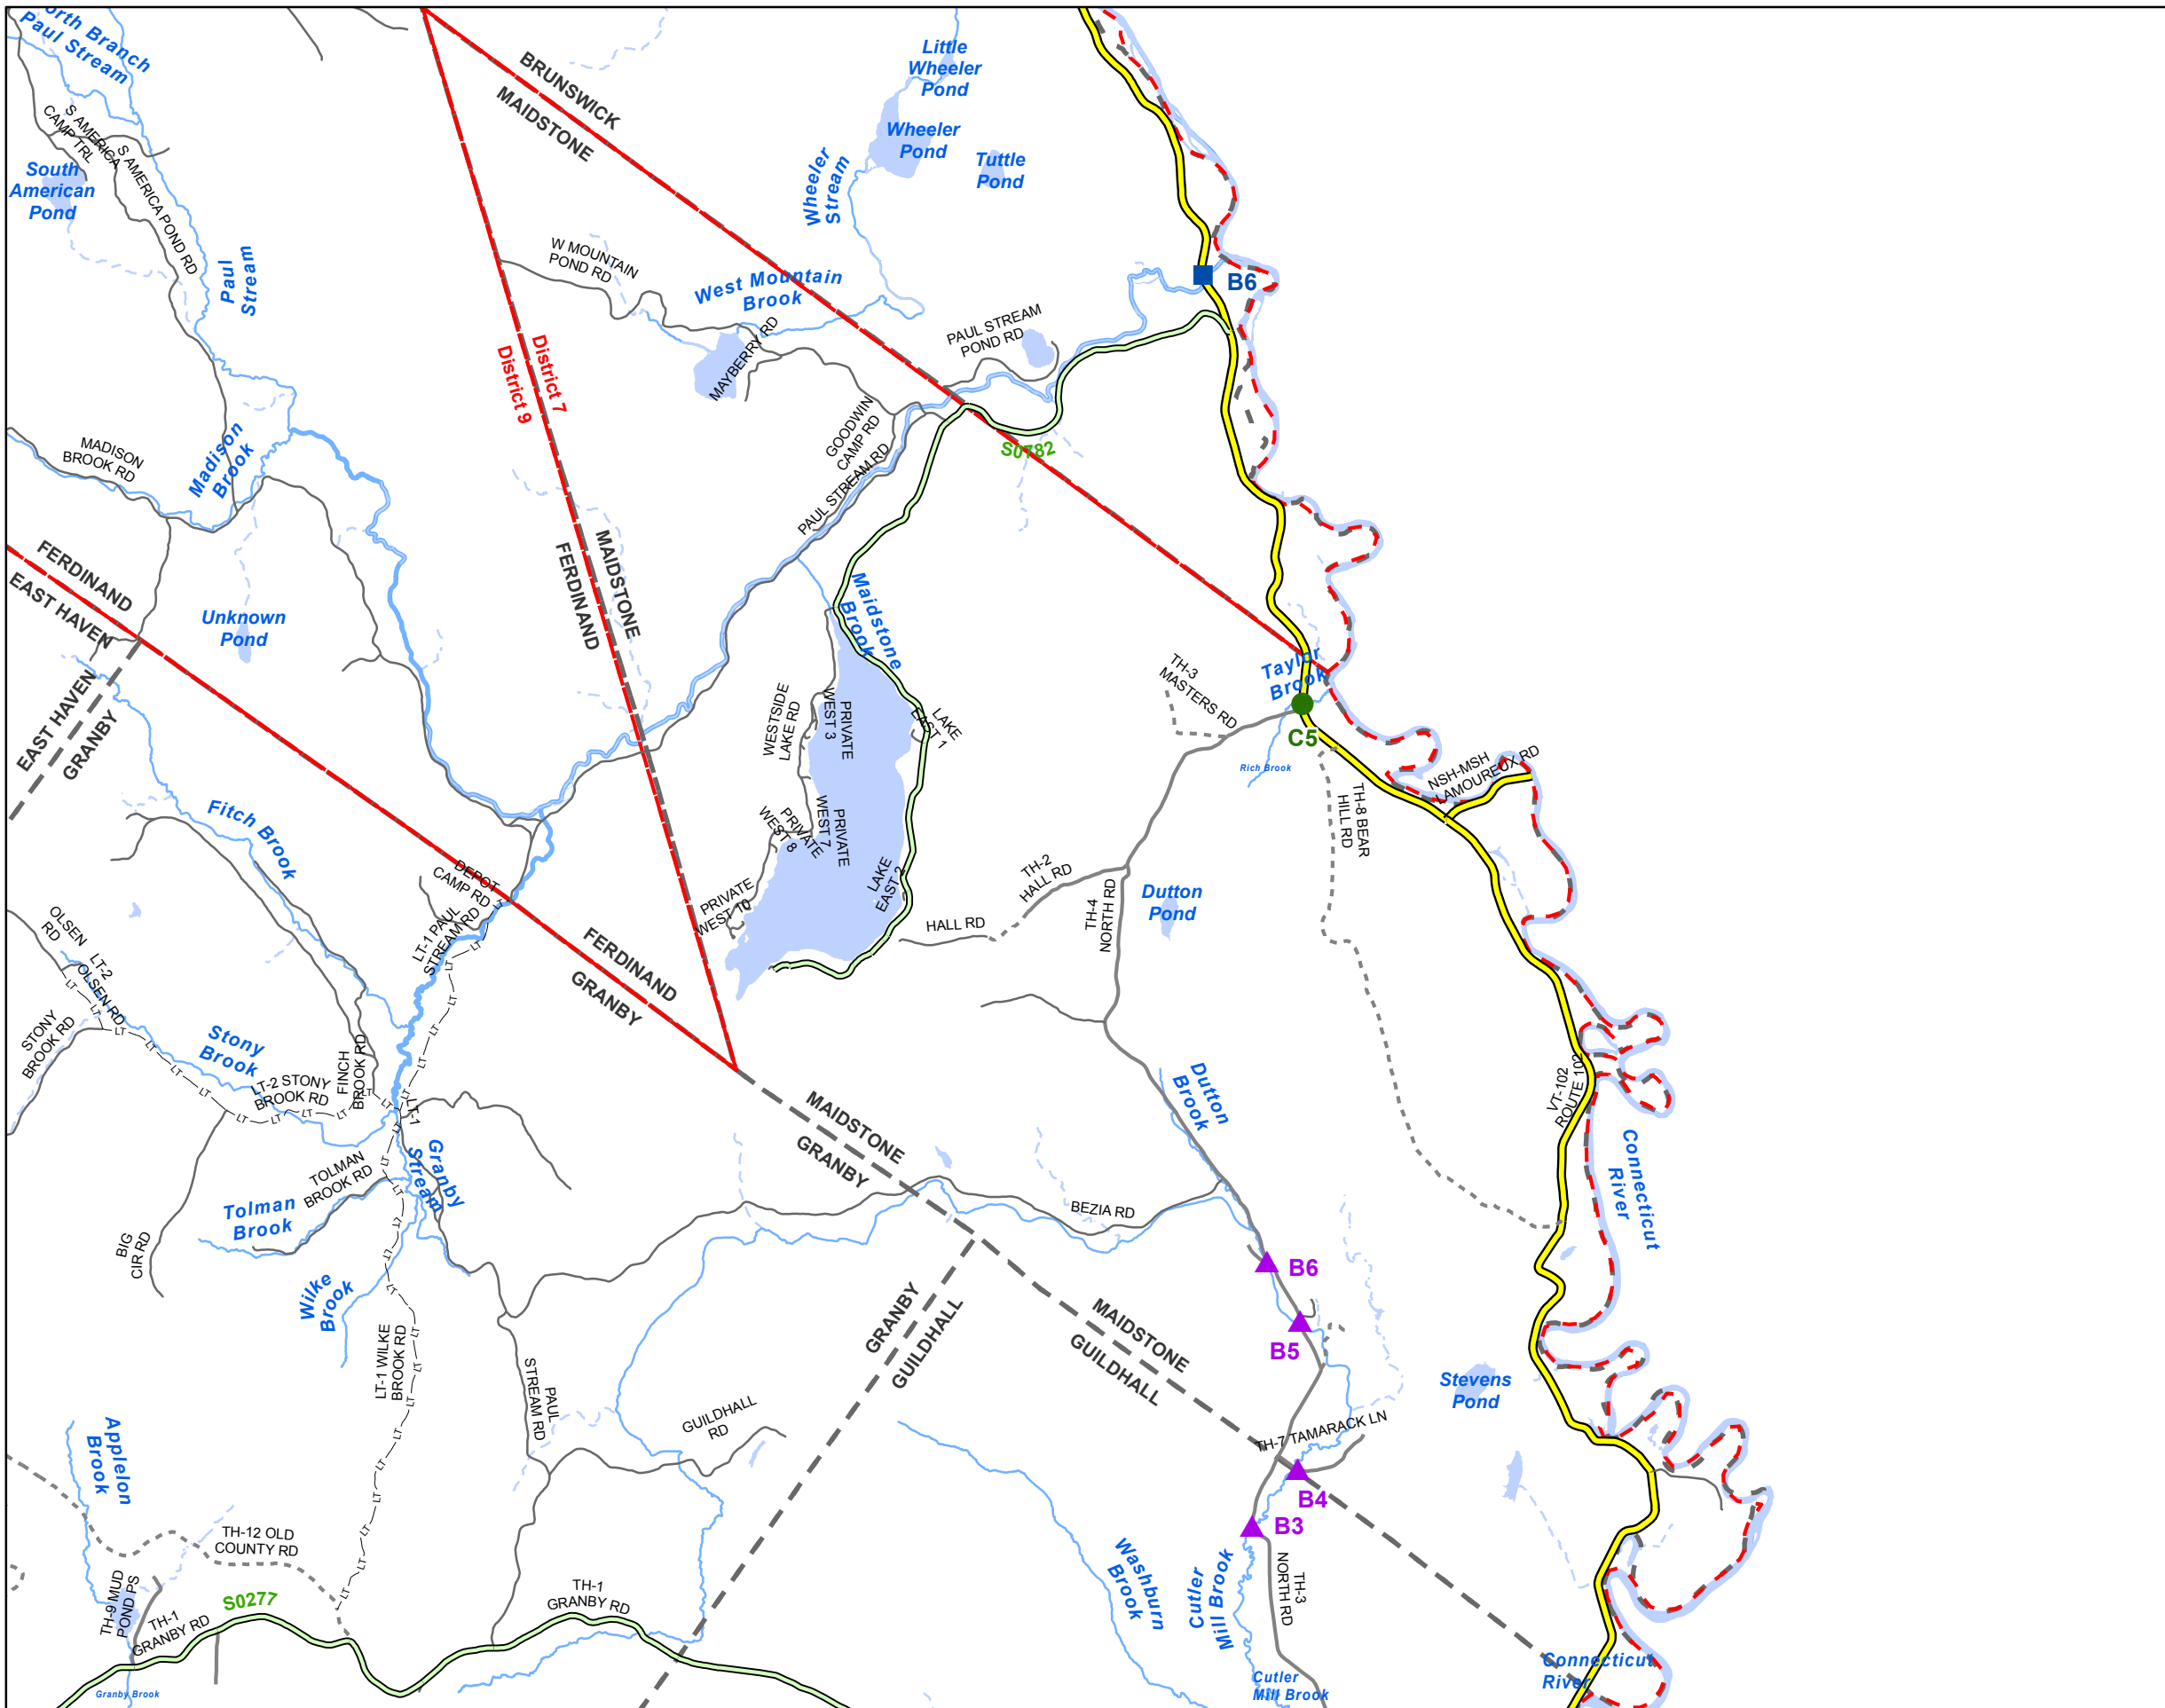 North Branch
Paul Stream
S AMERICA
CAMP TRL
South
American
Pond
S AMERICA POND RD
Paul
Stream
MADISON
BROOK RD
Madison
Brook
BRUNSWICK
MAIDSTONE
Little
Wheeler
Pond
Wheeler
Pond
Tuttle
Pond
Wheeler
Stream
W MOUNTAIN
POND RD
West Mountain
Brook
MAYBERRY RD
PAUL STREAM
POND RD
B6
District 7
District 9
GOODWIN
CAMP RD
PAUL STREAM RD
S0782
FERDINAND
EAST HAVEN
EAST HAVEN
GRANBY
Unknown
Pond
MAIDSTONE
FERDINAND
Maidstone
Brook
TH-3
MASTERS RD
Taylor
Brook
C5
Rich Brook
NSH-MSH
LAMOUREUX RD
TH-8 BEAR
HILL RD
WESTSIDE
LAKE RD
PRIVATE
WEST 3
LAKE
EAST 1
PRIVATE
WEST 7
PRIVATE
WEST 8
PRIVATE
WEST 10
LAKE
EAST 2
HALL RD
TH-2
HALL RD
TH-4
NORTH RD
Dutton
Pond
Fitch Brook
DEPOT
CAMP RD
LT-1 PAUL
STREAM RD
FERDINAND
GRANBY
OLSEN
RD
LT-2
OLSEN RD
STONY
BROOK RD
Stony
Brook
LT-2 STONY
BROOK RD
FINCH
BROOK RD
LT-1
Granby
Stream
TOLMAN
BROOK RD
Tolman
Brook
BIG
CIR RD
Wilke
Brook
LT-1 WILKE
BROOK RD
MAIDSTONE
GRANBY
Dutton
Brook
BEZIA RD
VT-102
ROUTE 102
Connecticut
River
B6
B5
GRANBY
GUILDHALL
MAIDSTONE
GUILDHALL
Stevens
Pond
PAUL
STREAM RD
GUILDHALL
RD
TH-7 TAMARACK LN
B4
B3
Applelon
Brook
TH-12 OLD
COUNTY RD
TH-9 MUD
POND PS
TH-1
GRANBY RD
S0277
TH-1
GRANBY RD
Granby Brook
Washburn
Brook
Cutler
Mill Brook
TH-3
NORTH RD
Cutler
Mill Brook
Connecticut
River